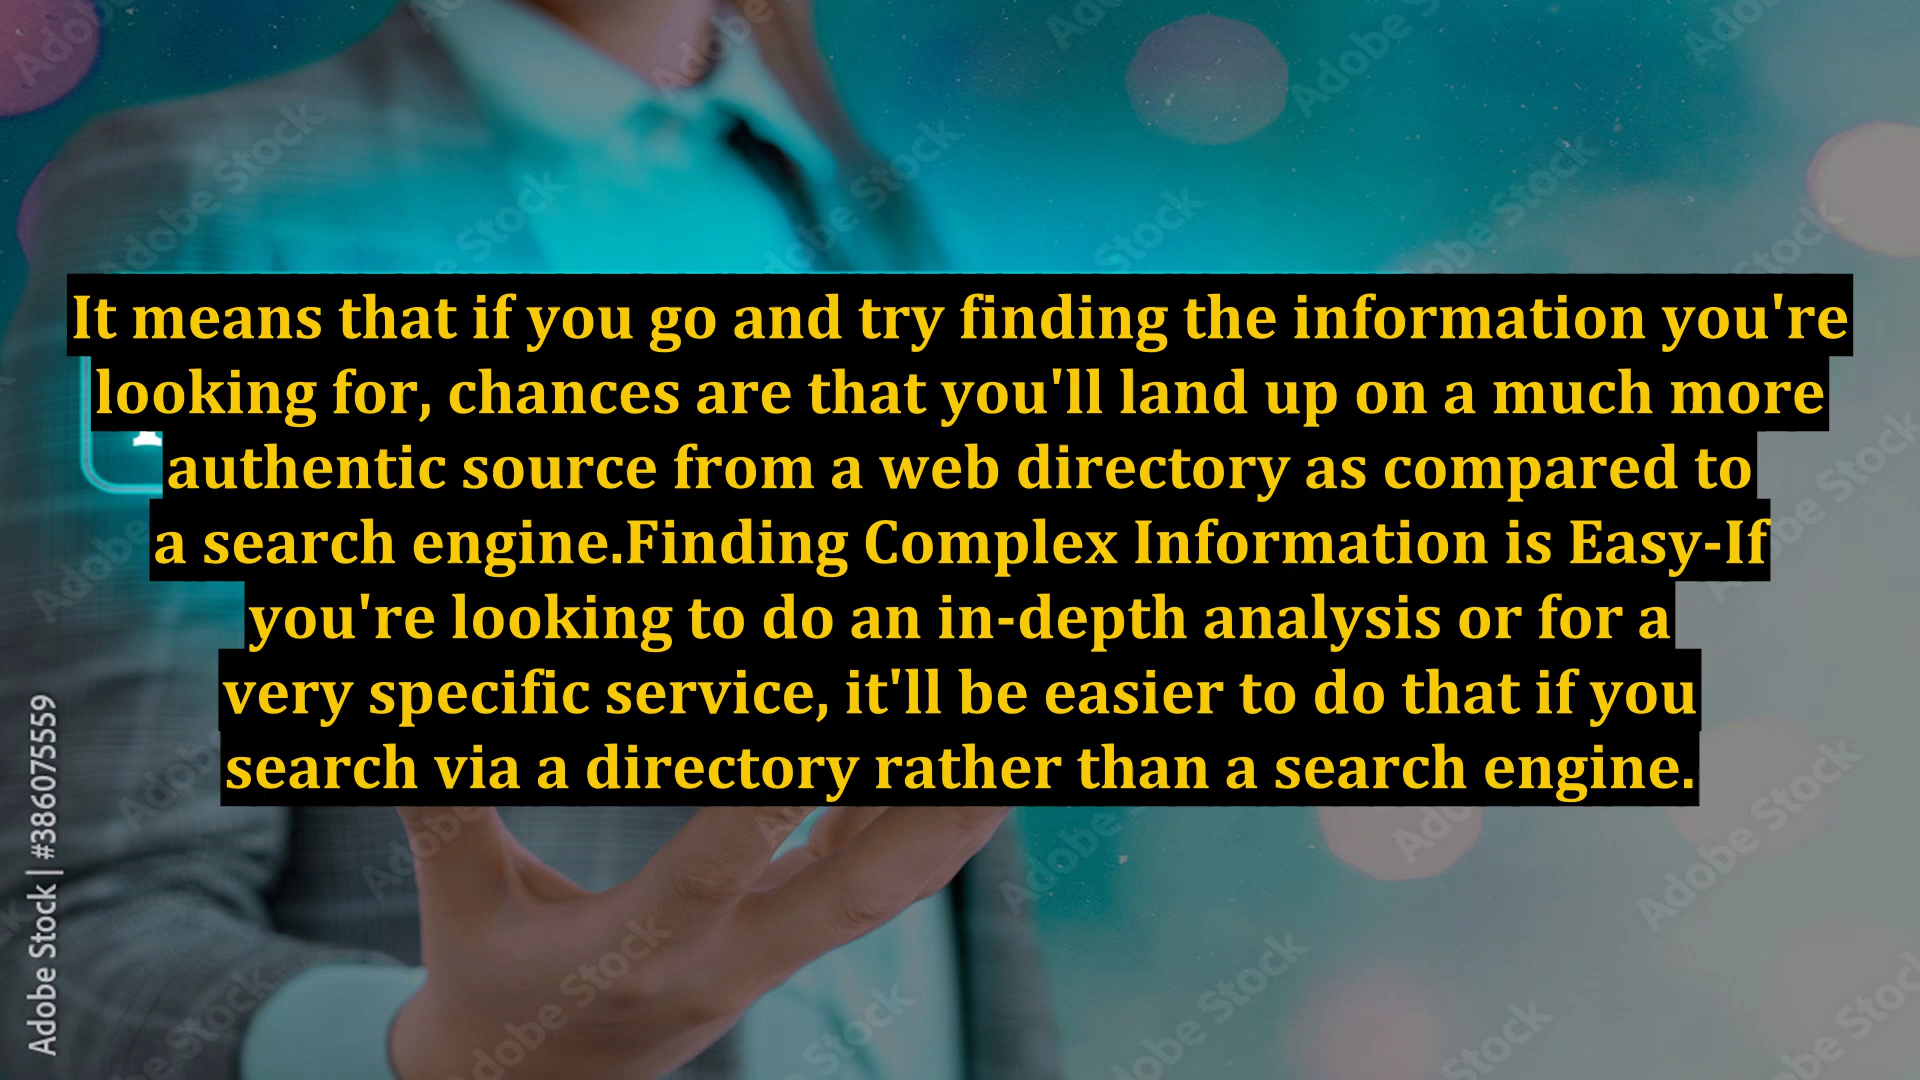 It means that if you go and try finding the information you're
looking for, chances are that you'll land up on a much more
authentic source from a web directory as compared to
a search engine.Finding Complex Information is Easy-If
you're looking to do an in-depth analysis or for a
very specific service, it'll be easier to do that if you
search via a directory rather than a search engine.
Adobe Stock | #386075559